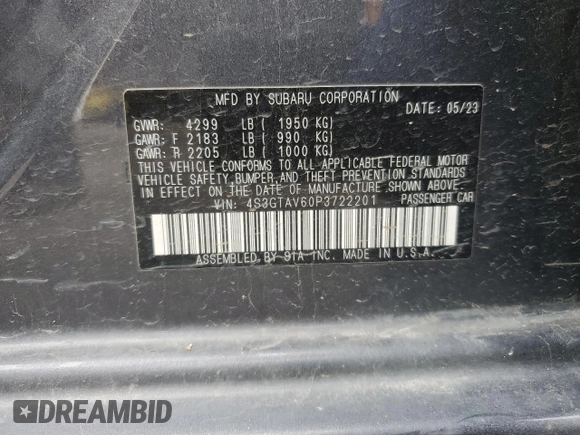 MFD BY SUBARU CORPORATION
DATE: 05/23
GVWR: 4299 LB ( 1950 KG)
GAWR: F 2183 LB ( 990 KG)
GAWR: R 2205 LB ( 1000 KG)
THIS VEHICLE CONFORMS TO ALL APPLICABLE FEDERAL MOTOR
VEHICLE SAFETY, BUMPER, AND THEFT PREVENTION STANDARDS
IN EFFECT ON THE DATE OF MANUFACTURE SHOWN ABOVE.
VIN: 4S3GTAV60P3722201 PASSENGER CAR
ASSEMBLED BY SIA INC. MADE IN U.S.A.
DREAMBID